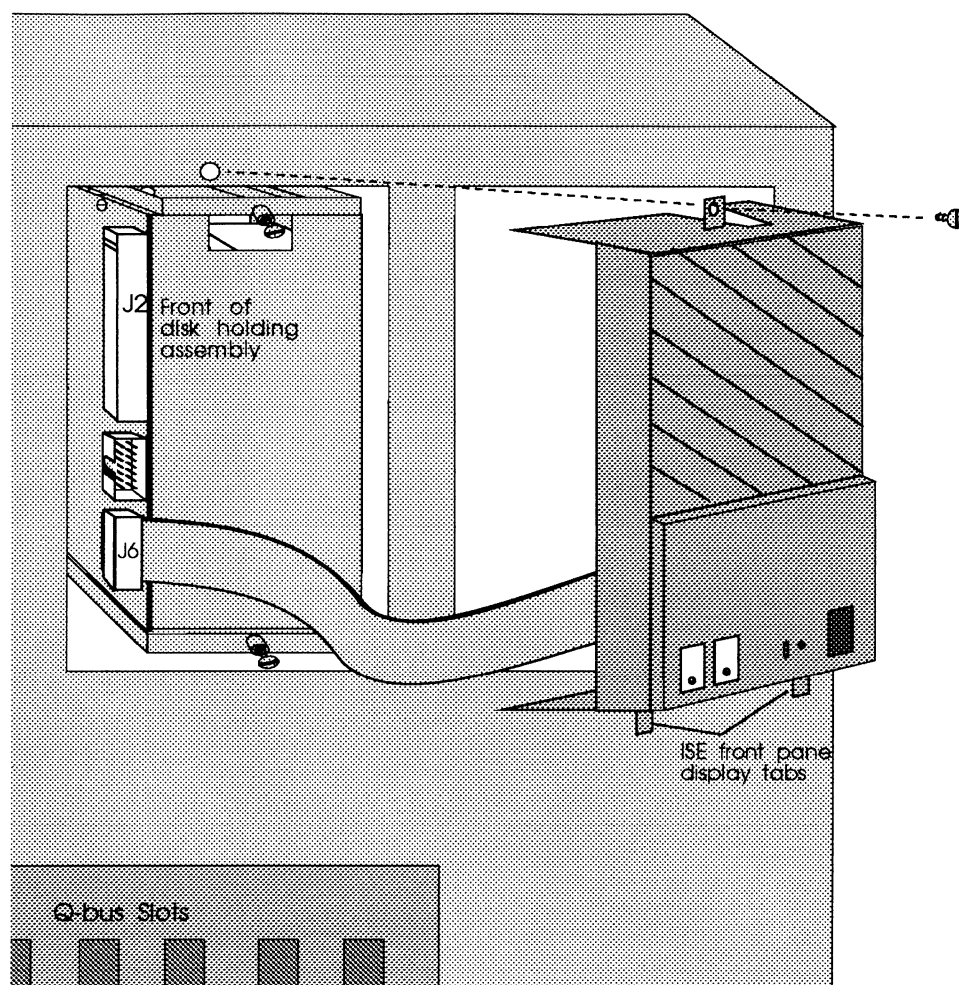 J2
Front of
disk holding
assembly
J6
ISE front pane
display tabs
Q-bus Slots